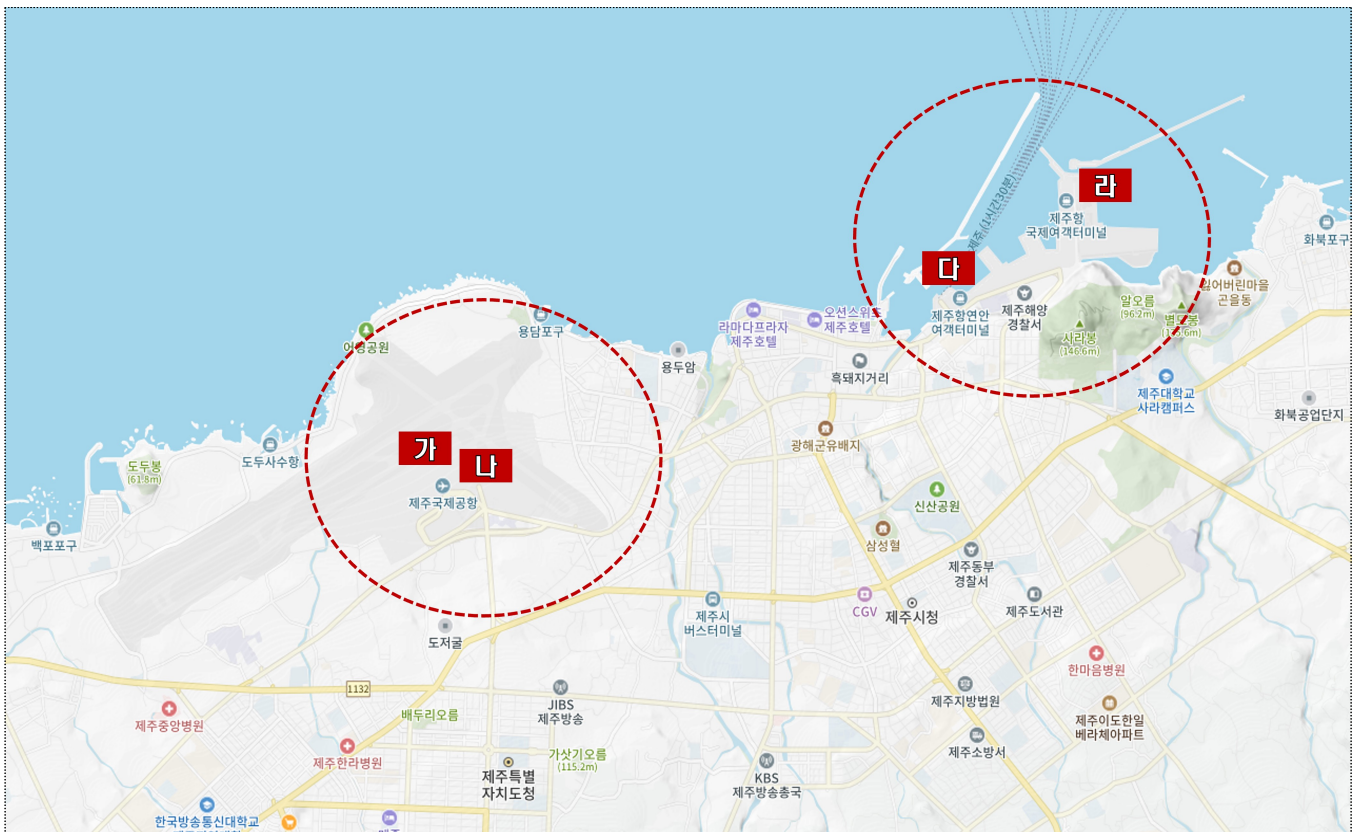 라
제주 (1시간30분)
제주항
국제여객터미널
화북포구
다
제주항연안
여객터미널
제주해양
경찰서
알오름
(96.2m)
사라봉
(146.6m)
곤을동
라마다프라자
제주호텔
오션스위트
제주호텔
용담포구
어영공원
용두암
흑돼지거리
제주대학교
사라캠퍼스
화북공업단지
광해군유배지
가
나
제주국제공항
도두사수항
도두봉
(61.8m)
백포포구
신산공원
삼성혈
제주동부
경찰서
제주시
버스터미널
CGV
제주시청
제주도서관
도저굴
한마음병원
1132
JIBS
제주방송
배두리오름
제주중앙병원
제주지방법원
제주이도한일
베라체아파트
제주소방서
제주한라병원
가삿기오름
(115.2m)
제주특별
자치도청
KBS
제주방송총국
한국방송통신대학교